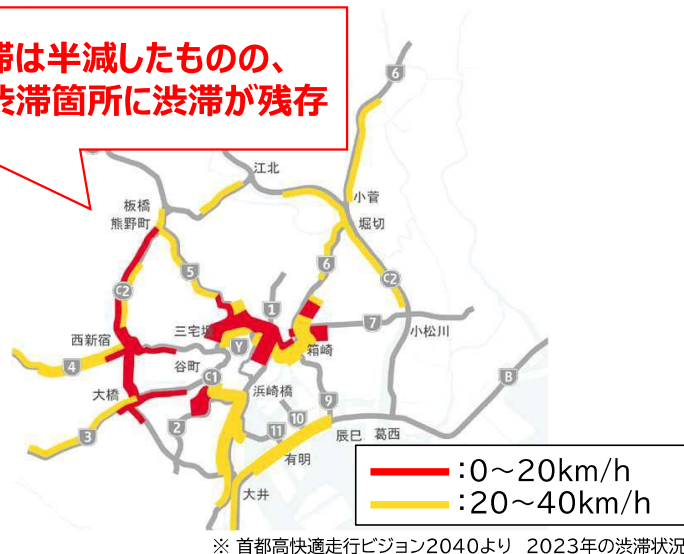 滞は半減したものの、
渋滞箇所に渋滞が残存
6
江北
小菅
板橋
熊野町
堀切
5
6
C2
C2
1
三宅坂
7
小松川
西新宿
Y
箱崎
4
谷町
C1
B
大橋
浜崎橋
9
10
3
2
11
辰巳
葛西
有明
大井
:0～20km/h
:20～40km/h
※ 首都高快適走行ビジョン2040より 2023年の渋滞状況